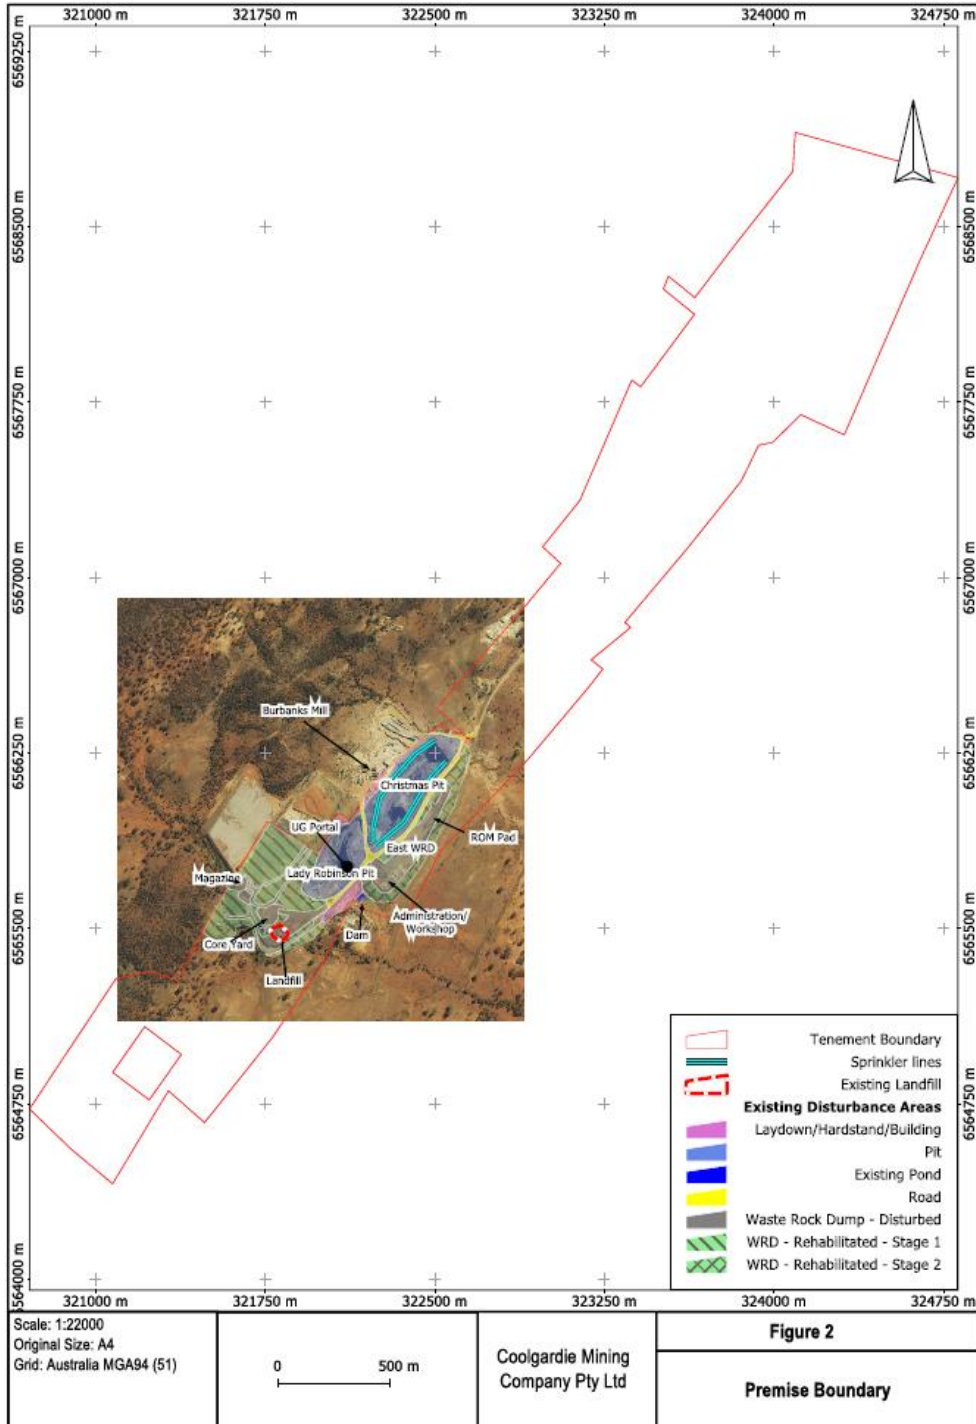 321000 m
321750 m
322500 m
323250 m
324000 m
324750 m
6569250 m
6569250 m
6568500 m
6568500 m
6567750 m
6567750 m
6567000 m
6567000 m
6566250 m
6566250 m
6565500 m
6565500 m
6564750 m
6564750 m
6564000 m
6564000 m
Burbanks Mill
Christmas Pit
UG Portal
East WRD
ROM Pad
Lady Robinson Pit
Magazine
Administration/
Workshop
Dam
Core Yard
Landfill
Tenement Boundary
Sprinkler lines
Existing Landfill
Existing Disturbance Areas
Laydown/Hardstand/Building
Pit
Existing Pond
Road
Waste Rock Dump - Disturbed
WRD - Rehabilitated - Stage 1
WRD - Rehabilitated - Stage 2
321000 m
321750 m
322500 m
323250 m
324000 m
324750 m
Scale: 1:22000
Original Size: A4
Grid: Australia MGA94 (51)
0
500 m
Coolgardie Mining
Company Pty Ltd
Figure 2
Premise Boundary